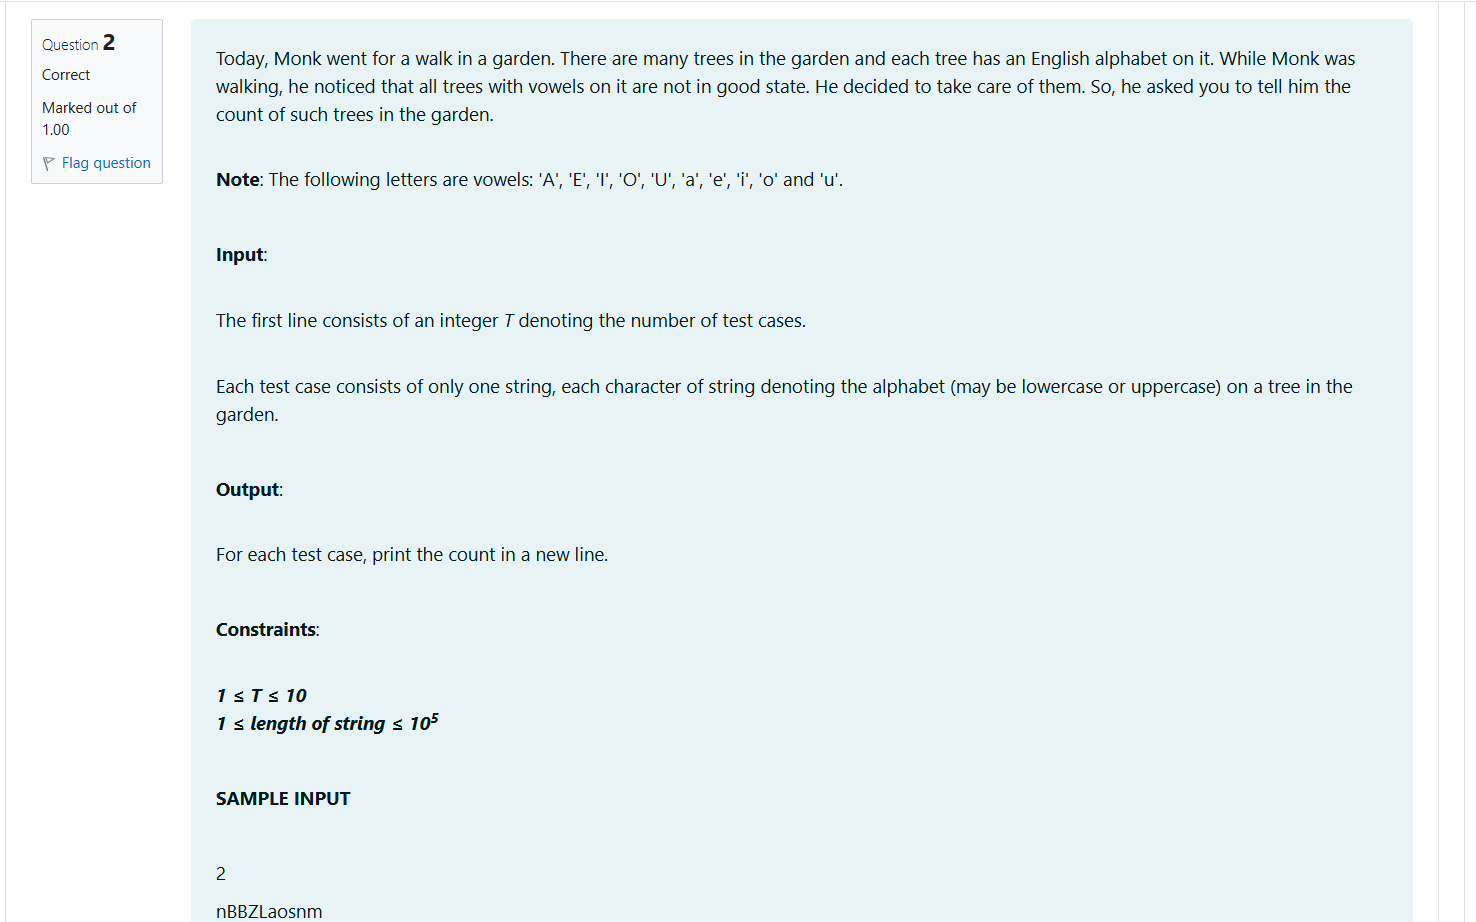 Question 2
Correct
Marked out of
1.00
Flag question
Today, Monk went for a walk in a garden. There are many trees in the garden and each tree has an English alphabet on it. While Monk was
walking, he noticed that all trees with vowels on it are not in good state. He decided to take care of them. So, he asked you to tell him the
count of such trees in the garden.
Note: The following letters are vowels: 'A', 'E', 'I', 'O', 'U', 'a', 'e', 'i', 'o' and 'u'.
Input:
The first line consists of an integer T denoting the number of test cases.
Each test case consists of only one string, each character of string denoting the alphabet (may be lowercase or uppercase) on a tree in the
garden.
Output:
For each test case, print the count in a new line.
Constraints:
1 ≤ T ≤ 10
1 ≤ length of string ≤ 10⁵
SAMPLE INPUT
2
nBBZLaosnm